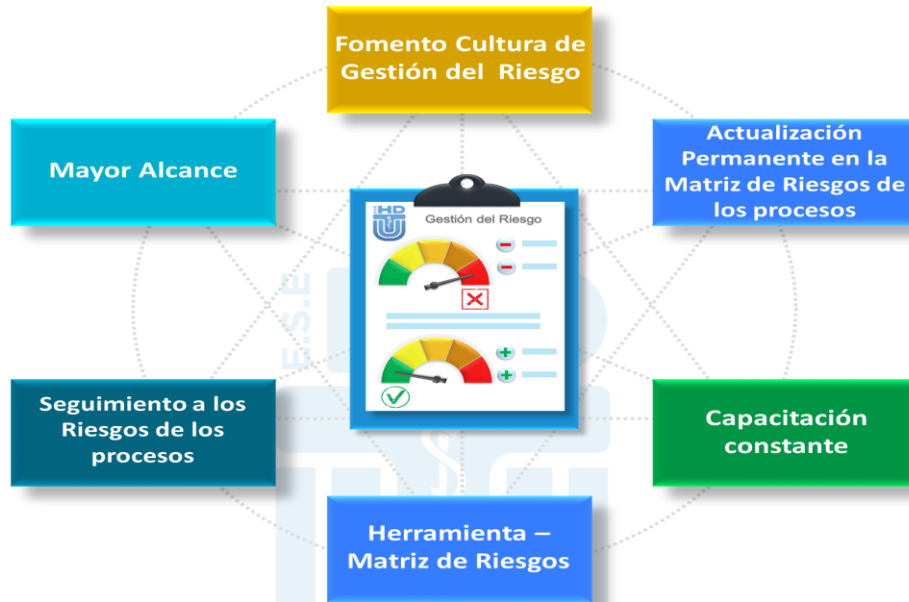 Fomento Cultura de
Gestión del Riesgo
Mayor Alcance
Actualización
Permanente en la
Matriz de Riesgos de
los procesos
HD
Gestión del Riesgo
E.S.E
Seguimiento a los
Riesgos de los
procesos
Capacitación
constante
Herramienta –
Matriz de Riesgos